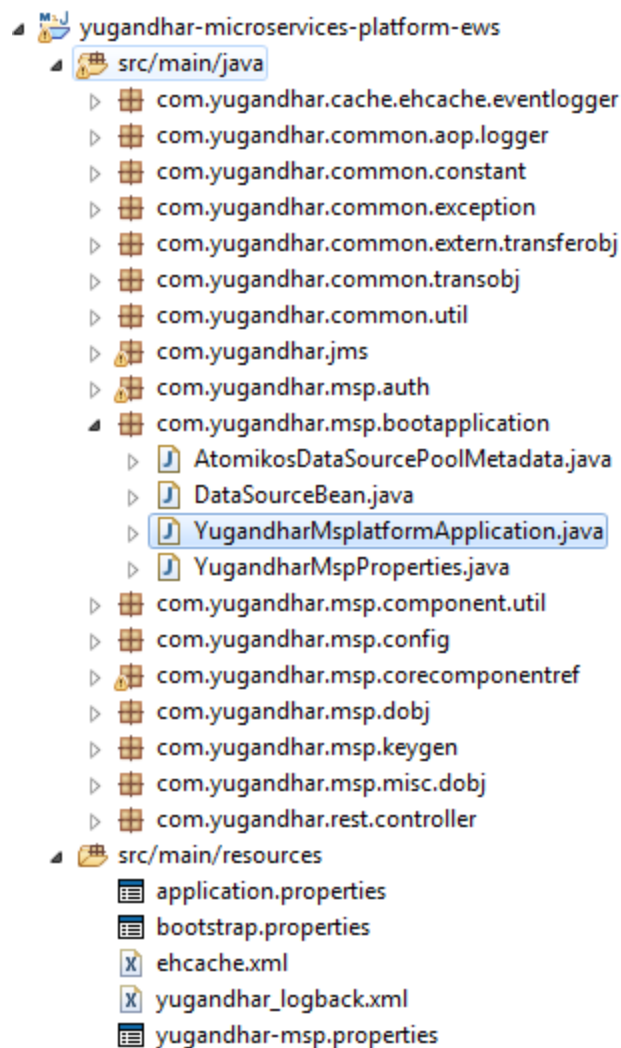 yugandhar-microservices-platform-ews
src/main/java
com.yugandhar.cache.ehcache.eventlogger
com.yugandhar.common.aop.logger
com.yugandhar.common.constant
com.yugandhar.common.exception
com.yugandhar.common.extern.transferobj
com.yugandhar.common.transobj
com.yugandhar.common.util
com.yugandhar.jms
com.yugandhar.msp.auth
com.yugandhar.msp.bootapplication
AtomikosDataSourcePoolMetadata.java
DataSourceBean.java
YugandharMsplatformApplication.java
YugandharMspProperties.java
com.yugandhar.msp.component.util
com.yugandhar.msp.config
com.yugandhar.msp.corecomponentref
com.yugandhar.msp.dobj
com.yugandhar.msp.keygen
com.yugandhar.msp.misc.dobj
com.yugandhar.rest.controller
src/main/resources
application.properties
bootstrap.properties
ehcache.xml
yugandhar_logback.xml
yugandhar-msp.properties